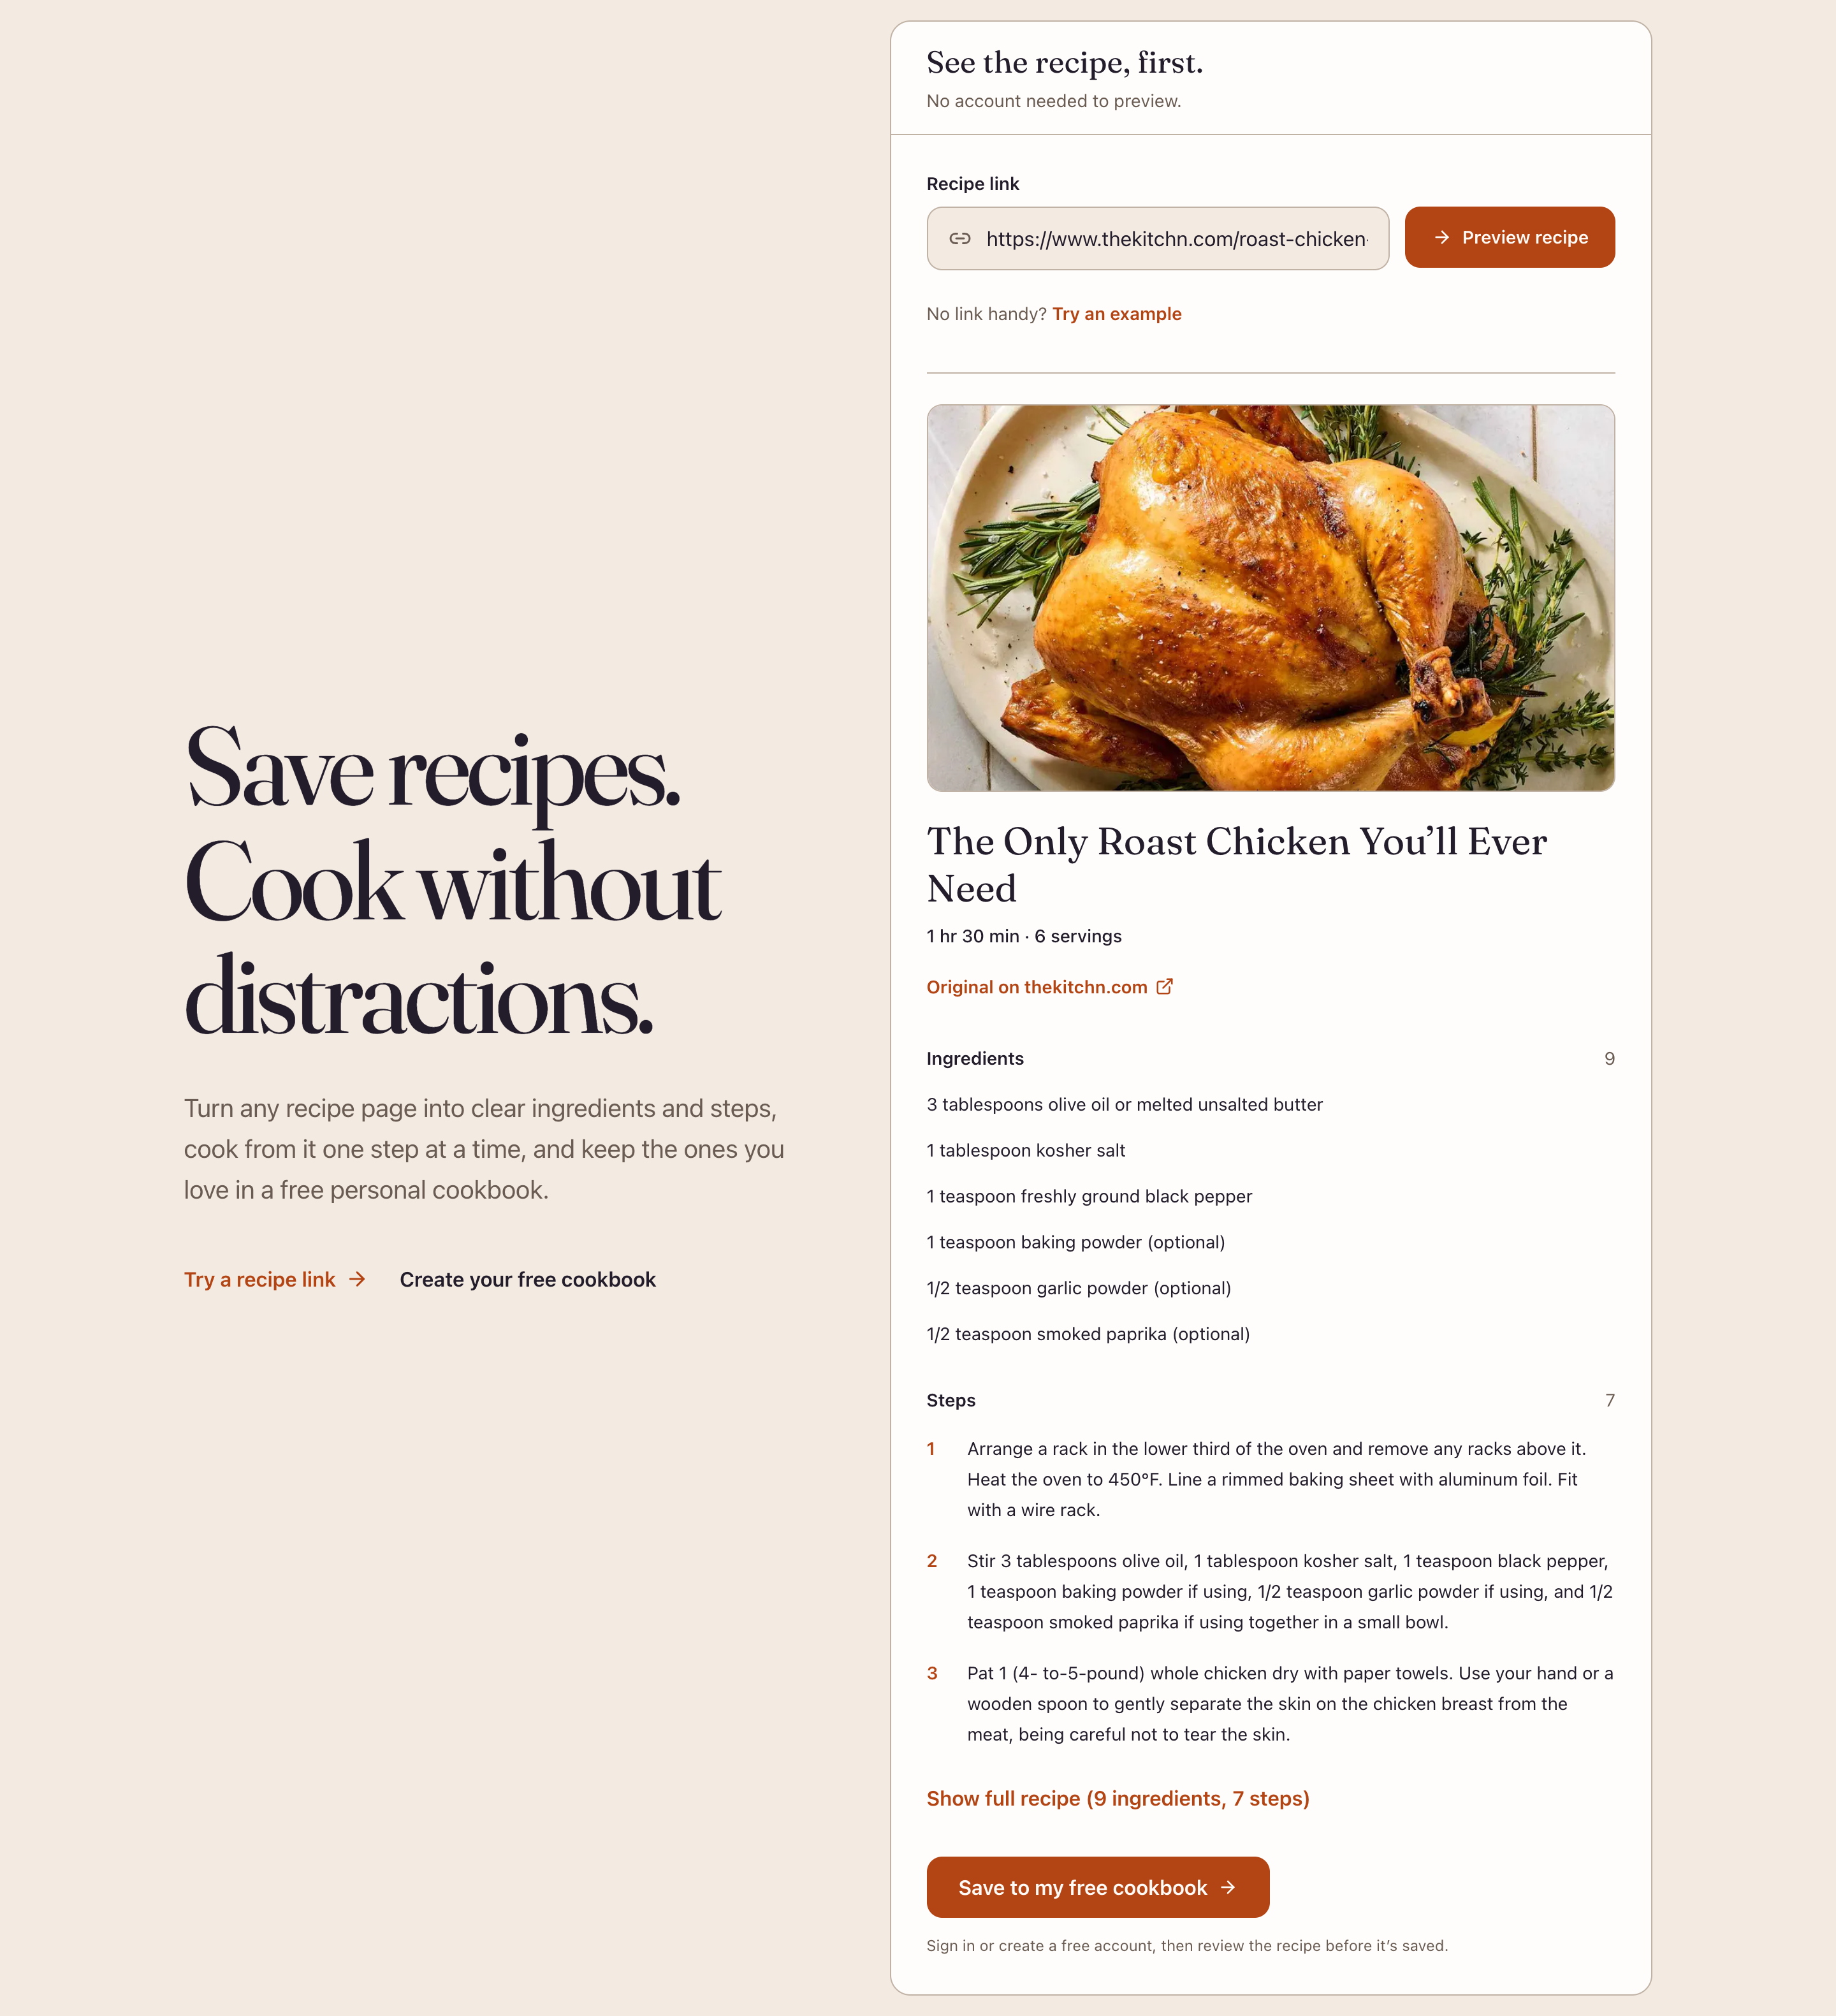 Save recipes.
Cook without
distractions.
Turn any recipe page into clear ingredients and steps,
cook from it one step at a time, and keep the ones you
love in a free personal cookbook.
Try a recipe link →
Create your free cookbook
See the recipe, first.
No account needed to preview.
Recipe link
https://www.thekitchn.com/roast-chicken-
→ Preview recipe
No link handy? Try an example
The Only Roast Chicken You’ll Ever
Need
1 hr 30 min · 6 servings
Original on thekitchn.com
Ingredients 9
3 tablespoons olive oil or melted unsalted butter
1 tablespoon kosher salt
1 teaspoon freshly ground black pepper
1 teaspoon baking powder (optional)
1/2 teaspoon garlic powder (optional)
1/2 teaspoon smoked paprika (optional)
Steps 7
1 Arrange a rack in the lower third of the oven and remove any racks above it.
Heat the oven to 450°F. Line a rimmed baking sheet with aluminum foil. Fit
with a wire rack.
2 Stir 3 tablespoons olive oil, 1 tablespoon kosher salt, 1 teaspoon black pepper,
1 teaspoon baking powder if using, 1/2 teaspoon garlic powder if using, and 1/2
teaspoon smoked paprika if using together in a small bowl.
3 Pat 1 (4- to-5-pound) whole chicken dry with paper towels. Use your hand or a
wooden spoon to gently separate the skin on the chicken breast from the
meat, being careful not to tear the skin.
Show full recipe (9 ingredients, 7 steps)
Save to my free cookbook →
Sign in or create a free account, then review the recipe before it’s saved.